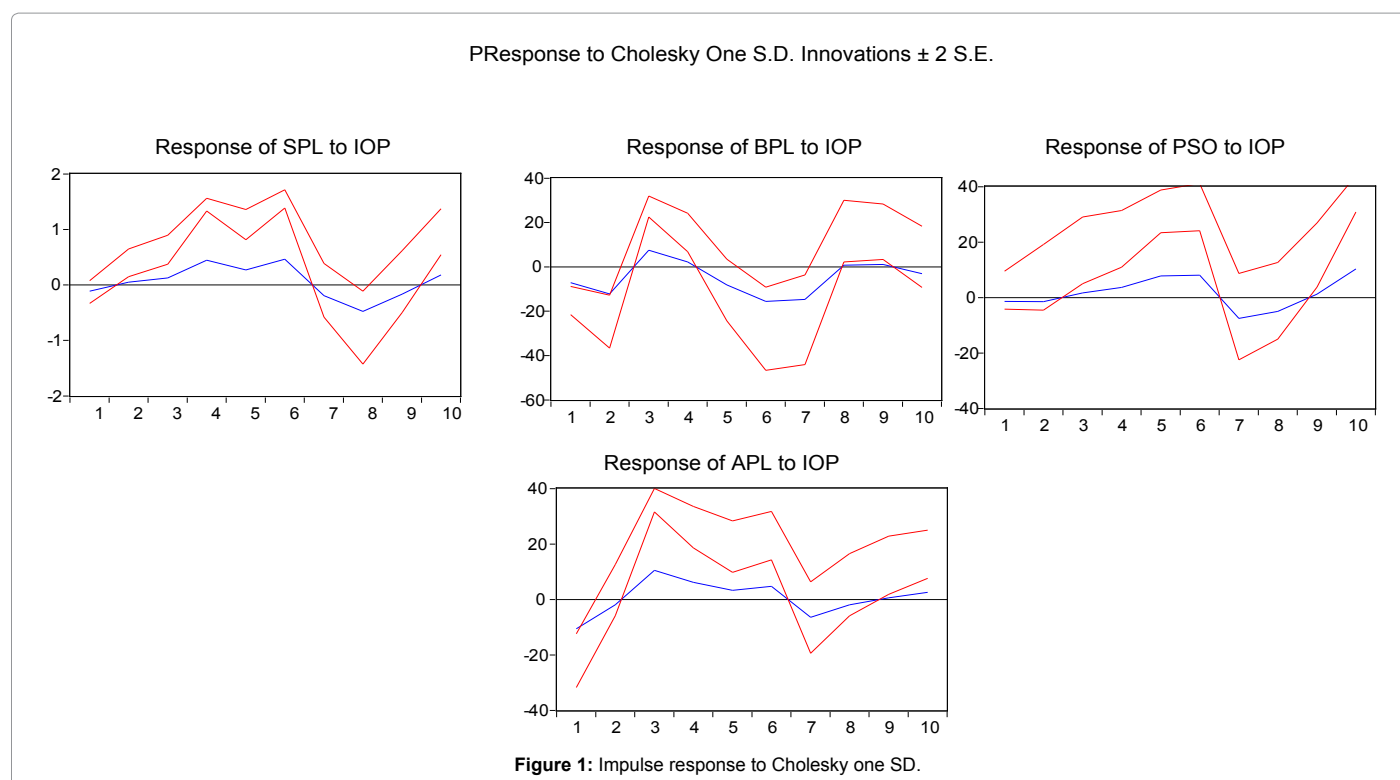 PResponse to Cholesky One S.D. Innovations ± 2 S.E.
Response of SPL to IOP
2
1
0
-1
-2
1 2 3 4 5 6 7 8 9 10
Response of BPL to IOP
40
20
0
-20
-40
-60
1 2 3 4 5 6 7 8 9 10
Response of PSO to IOP
40
20
0
-20
-40
1 2 3 4 5 6 7 8 9 10
Response of APL to IOP
40
20
0
-20
-40
1 2 3 4 5 6 7 8 9 10
Figure 1: Impulse response to Cholesky one SD.